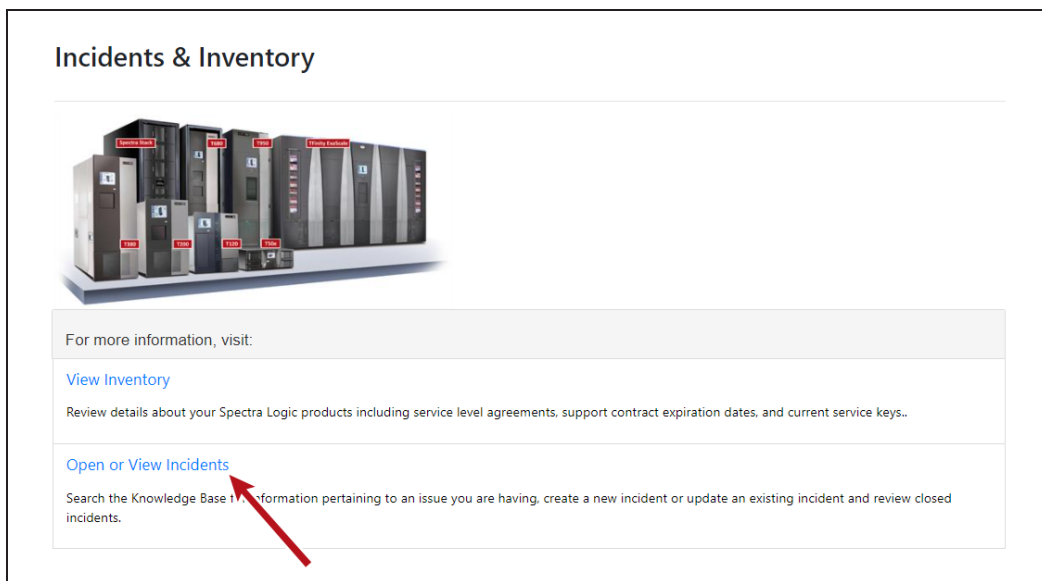 Incidents & Inventory
Spectra Stack
T680
T950
TFinity ExaScale
T380
T200
T120
T50e
For more information, visit:
View Inventory
Review details about your Spectra Logic products including service level agreements, support contract expiration dates, and current service keys..
Open or View Incidents
Search the Knowledge Base information pertaining to an issue you are having, create a new incident or update an existing incident and review closed
incidents.